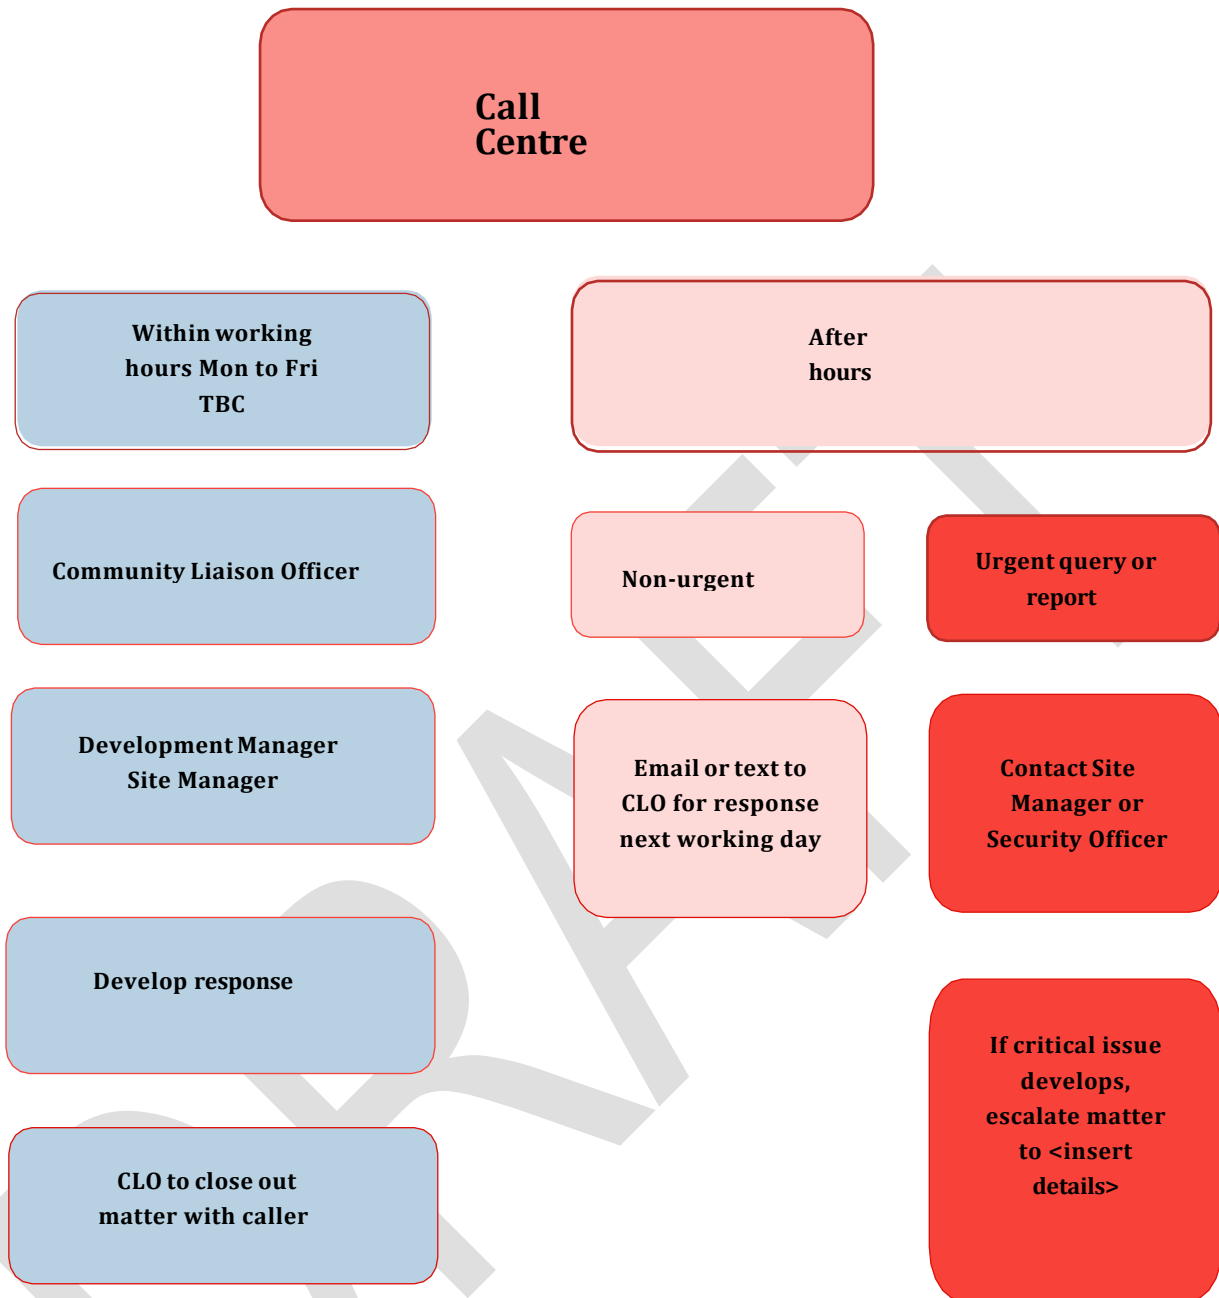 Call
Centre
Within working
hours Mon to Fri
TBC
After
hours
Community Liaison Officer
Non-urgent
Urgent query or
report
Development Manager
Site Manager
Email or text to
CLO for response
next working day
Contact Site
Manager or
Security Officer
Develop response
If critical issue
develops,
escalate matter
to <insert
details>
CLO to close out
matter with caller
DRAFT